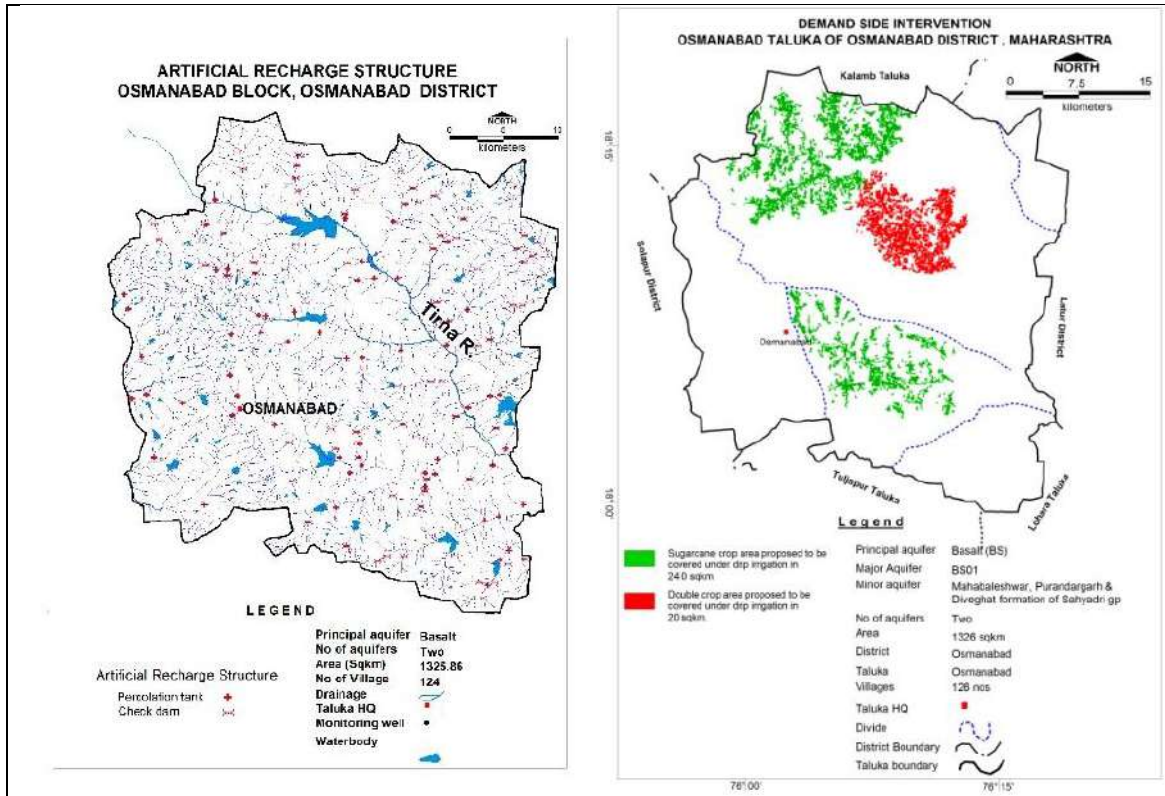 ARTIFICIAL RECHARGE STRUCTURE
OSMANABAD BLOCK, OSMANABAD DISTRICT
NORTH
0 6 10
kilometers
Tirna R.
OSMANABAD
LEGEND
Artificial Recharge Structure
Percolation tank
Check dam
Principal aquifer Basalt
No of aquifers Two
Area (Sqkm) 1325.86
No of Village 124
Drainage
Taluka HQ
Monitoring well
Waterbody
DEMAND SIDE INTERVENTION
OSMANABAD TALUKA OF OSMANABAD DISTRICT , MAHARASHTRA
NORTH
0 7.5 15
kilometers
Kalamb Taluka
18°15'
Solapur District
Latur District
Tuljapur Taluka
Lohara Taluka
18°00'
Legend
Sugarcane crop area proposed to be
covered under drip irrigation in
240 sqkm
Double crop area proposed to be
covered under drip irrigation in
20 sqkm.
Principal aquifer Basalt (BS)
Major Aquifer BS01
Minor aquifer Mahabaleshwar, Purandargarh &
Diveghat formation of Sahyadri gp
No of aquifers Two
Area 1326 sqkm
District Osmanabad
Taluka Osmanabad
Villages 126 nos
Taluka HQ
Divide
District Boundary
Taluka boundary
76°00' 76°15'